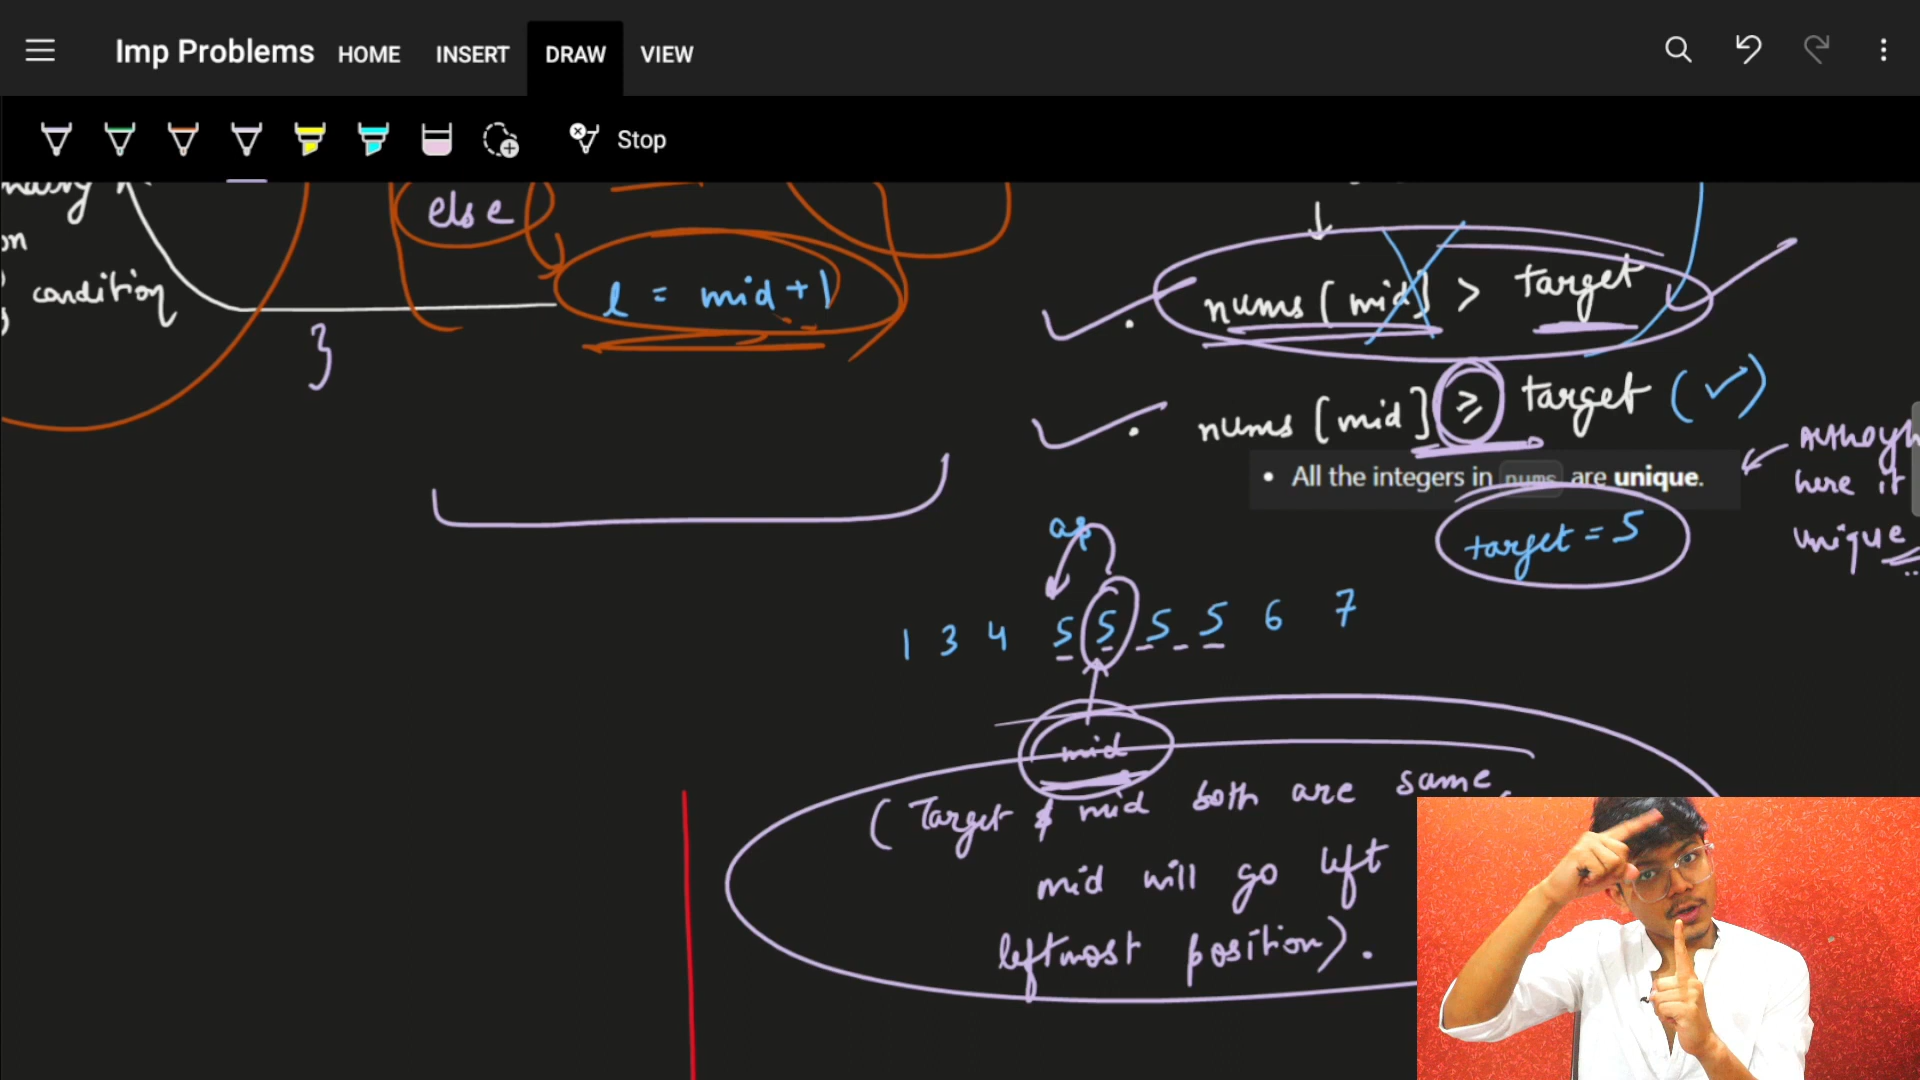 Imp Problems HOME INSERT DRAW VIEW
Stop
else
on
condition
l = mid + 1
}
nums [mid] > target
nums [mid] ⩾ target (✓)
• All the integers in nums are unique.
Although
here it
unique
target = 5
1 3 4 5 5 5 5 6 7
mid
(Target & mid both are same,
mid will go left
leftmost position).